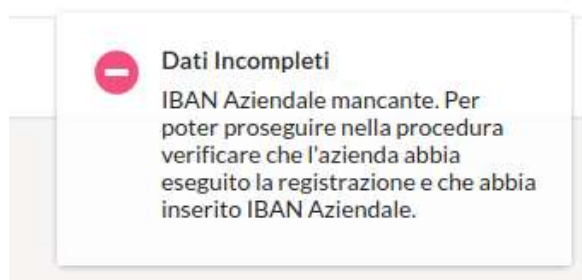 Dati Incompleti
IBAN Aziendale mancante. Per
poter proseguire nella procedura
verificare che l'azienda abbia
eseguito la registrazione e che abbia
inserito IBAN Aziendale.